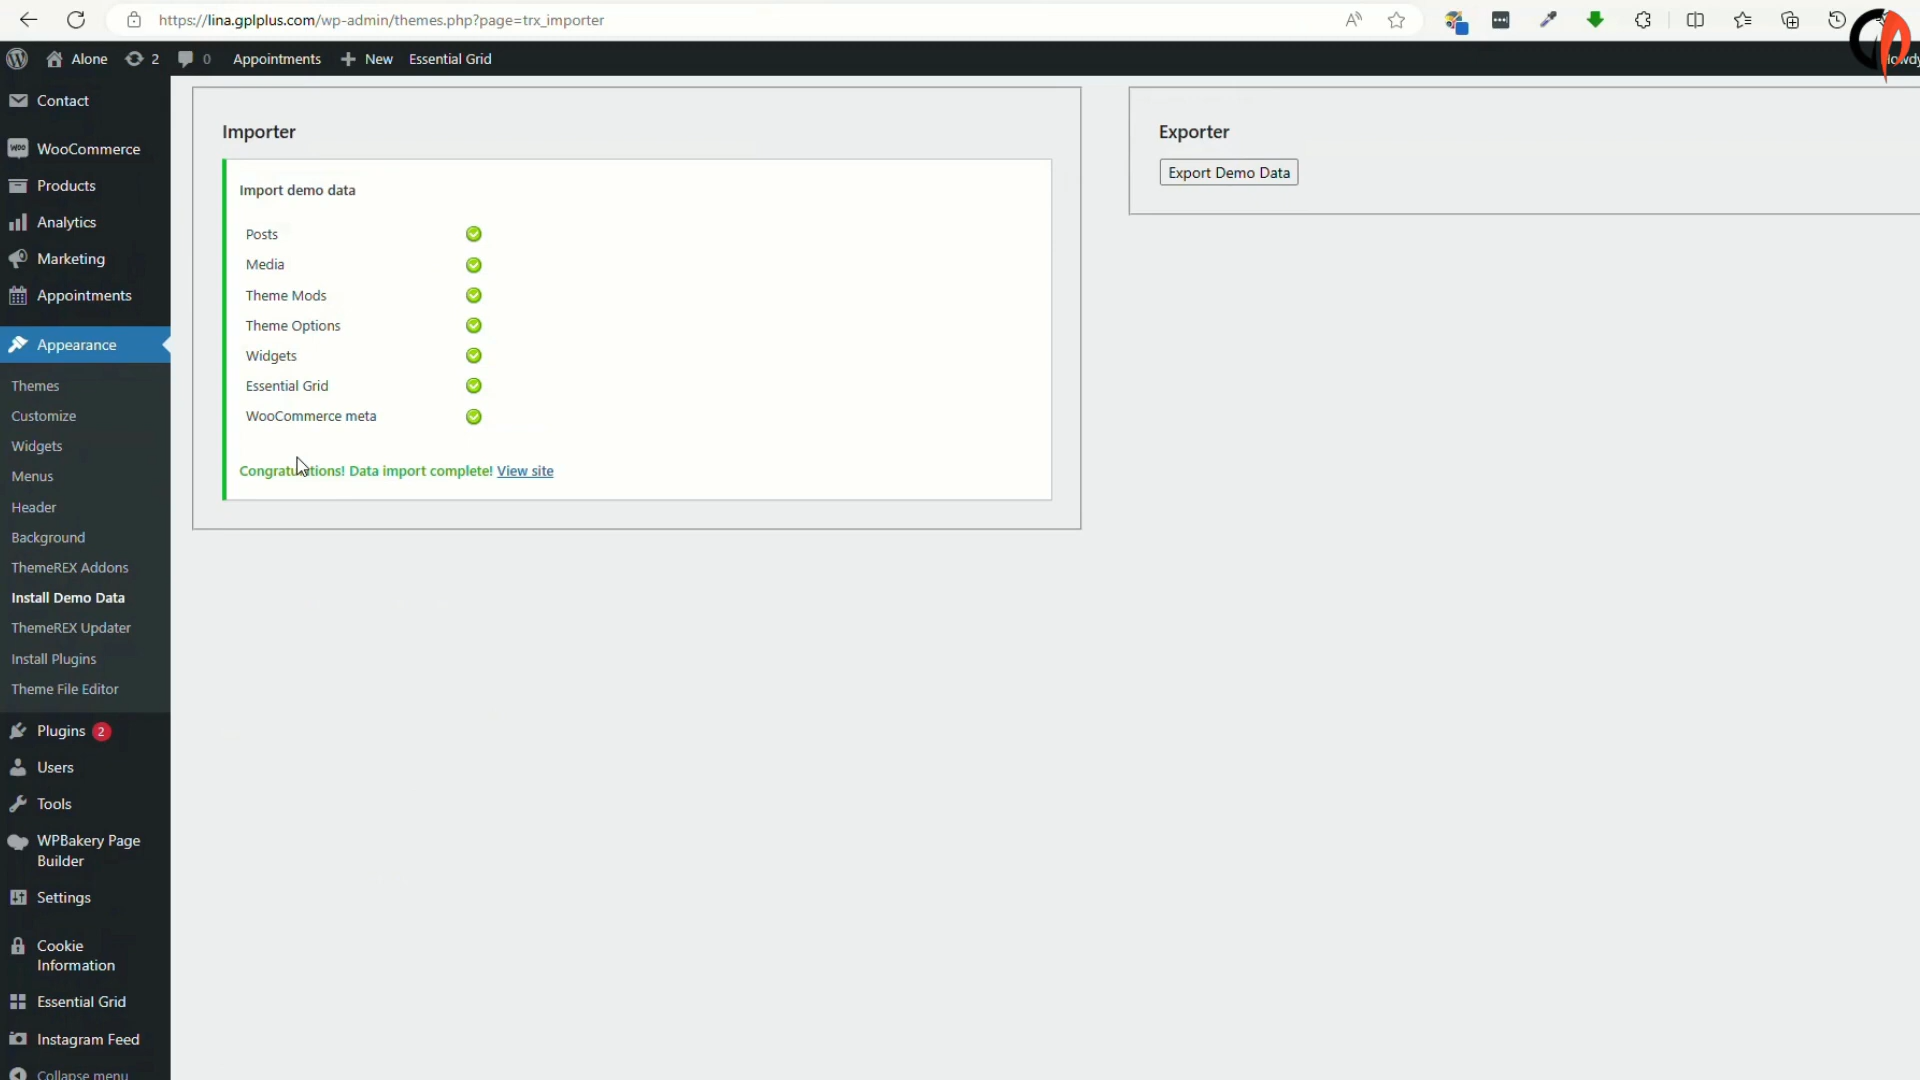 https://lina.gplplus.com/wp-admin/themes.php?page=trx_importer
Alone
2
0
Appointments
New
Essential Grid
Contact
WooCommerce
Products
Analytics
Marketing
Appointments
Appearance
Themes
Customize
Widgets
Menus
Header
Background
ThemeREX Addons
Install Demo Data
ThemeREX Updater
Install Plugins
Theme File Editor
Plugins 2
Users
Tools
WPBakery Page
Builder
Settings
Cookie
Information
Essential Grid
Instagram Feed
Collapse menu
Importer
Import demo data
Posts
Media
Theme Mods
Theme Options
Widgets
Essential Grid
WooCommerce meta
Congratulations! Data import complete! View site
Exporter
Export Demo Data